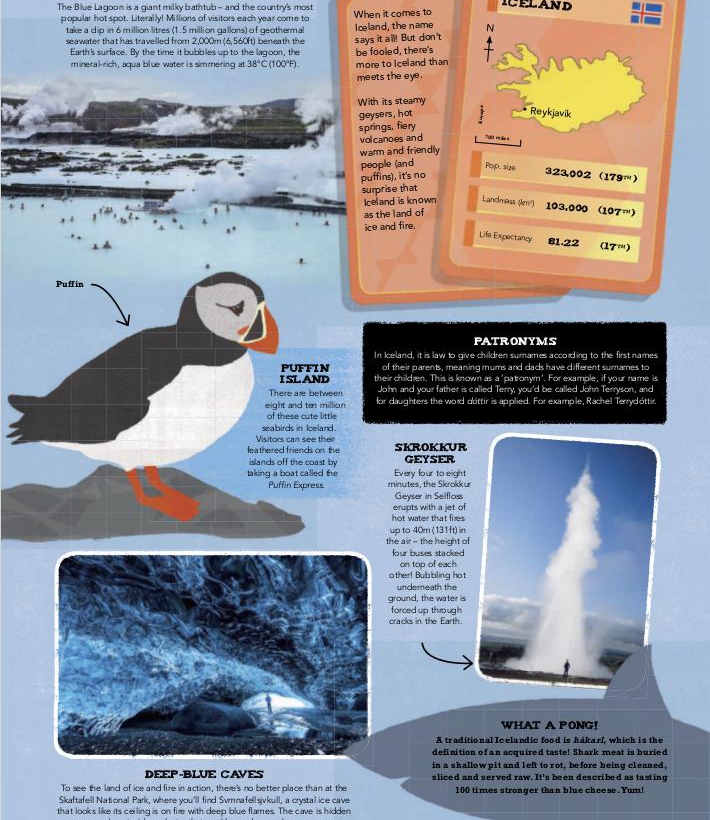 The Blue Lagoon is a giant milky bathtub – and the country's most
popular hot spot. Literally! Millions of visitors each year come to
take a dip in 6 million litres (1.5 million gallons) of geothermal
seawater that has travelled from 2,000m (6,560ft) beneath the
Earth's surface. By the time it bubbles up to the lagoon, the
mineral-rich, aqua blue water is simmering at 38°C (100°F).
When it comes to
Iceland, the name
says it all! But don't
be fooled, there's
more to Iceland than
meets the eye.
With its steamy
geysers, hot
springs, fiery
volcanoes and
warm and friendly
people (and
puffins), it's no
surprise that
Iceland is known
as the land of
ice and fire.
ICELAND
N
Reykjavik
100 miles
Pop. size 323,002 (179TH)
Landmass (km²) 103,000 (107TH)
Life Expectancy 81.22 (17TH)
Puffin
PUFFIN
ISLAND
There are between
eight and ten million
of these cute little
seabirds in Iceland.
Visitors can see their
feathered friends on the
islands off the coast by
taking a boat called the
Puffin Express.
PATRONYMS
In Iceland, it is law to give children surnames according to the first names
of their parents, meaning mums and dads have different surnames to
their children. This is known as a 'patronym'. For example, if your name is
John and your father is called Terry, you'd be called John Terryson, and
for daughters the word dóttir is applied. For example, Rachel Terrydóttir.
SKROKKUR
GEYSER
Every four to eight
minutes, the Skrokkur
Geyser in Selfloss
erupts with a jet of
hot water that fires
up to 40m (131ft) in
the air – the height of
four buses stacked
on top of each
other! Bubbling hot
underneath the
ground, the water is
forced up through
cracks in the Earth.
WHAT A PONG!
A traditional Icelandic food is hákarl, which is the
definition of an acquired taste! Shark meat is buried
in a shallow pit and left to rot, before being cleaned,
sliced and served raw. It's been described as tasting
100 times stronger than blue cheese. Yum!
DEEP-BLUE CAVES
To see the land of ice and fire in action, there's no better place than at the
Skaftafell National Park, where you'll find Svmnafellsjvkull, a crystal ice cave
that looks like its ceiling is on fire with deep blue flames. The cave is hidden